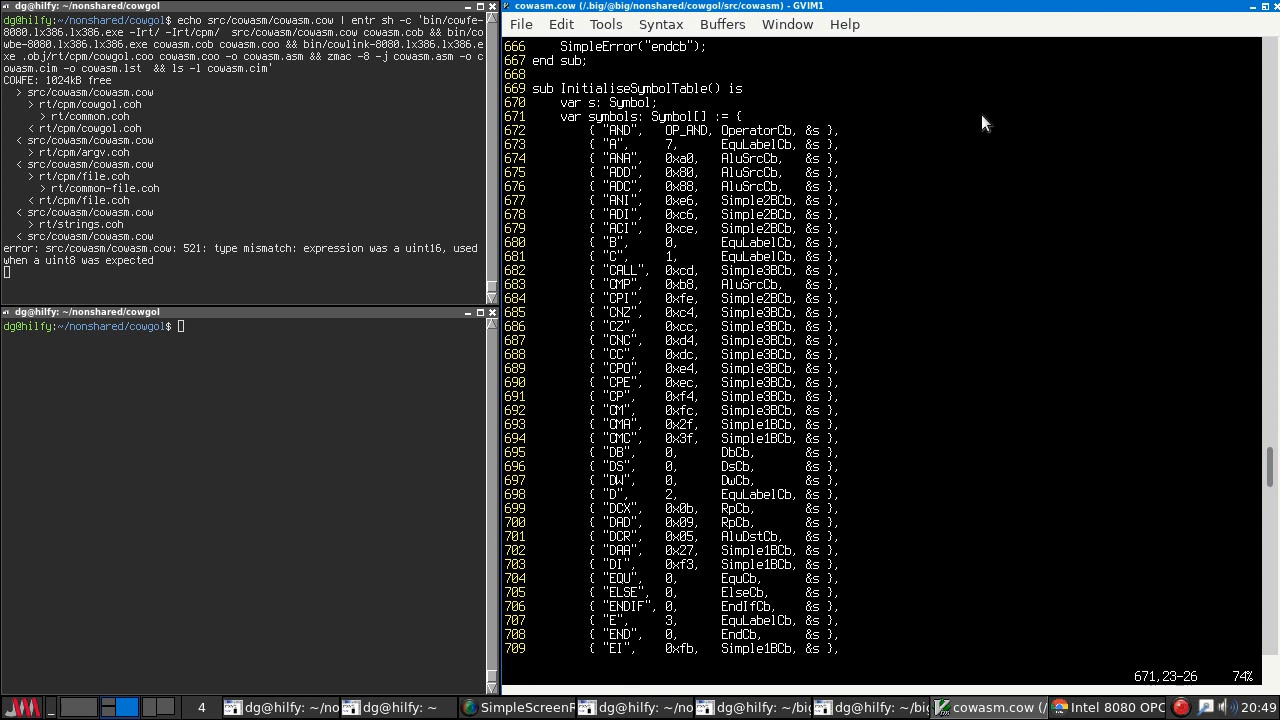 dg@hilfy: ~/nonshared/cowgol
dg@hilfy:~/nonshared/cowgol$ echo src/cowasm/cowasm.cow | entr sh -c 'bin/cowfe-
8080.lx386.lx386.exe -Irt/ -Irt/cpm/  src/cowasm/cowasm.cow cowasm.cob && bin/co
wbe-8080.lx386.lx386.exe cowasm.cob cowasm.coo && bin/cowlink-8080.lx386.lx386.e
xe .obj/rt/cpm/cowgol.coo cowasm.coo -o cowasm.asm && zmac -8 -j cowasm.asm -o c
owasm.cim -o cowasm.lst  && ls -l cowasm.cim'
COWFE: 1024kB free
> src/cowasm/cowasm.cow
> rt/cpm/cowgol.coh
> rt/common.coh
< rt/cpm/cowgol.coh
< src/cowasm/cowasm.cow
> rt/cpm/argv.coh
< src/cowasm/cowasm.cow
> rt/cpm/file.coh
> rt/common-file.coh
< rt/cpm/file.coh
< src/cowasm/cowasm.cow
> rt/strings.coh
< src/cowasm/cowasm.cow
error: src/cowasm/cowasm.cow: 521: type mismatch: expression was a uint16, used
when a uint8 was expected
dg@hilfy: ~/nonshared/cowgol
dg@hilfy:~/nonshared/cowgol$
cowasm.cow (/.big/@big/nonshared/cowgol/src/cowasm) - GVIM1
File Edit Tools Syntax Buffers Window Help
666     SimpleError("endcb");
667 end sub;
668
669 sub InitialiseSymbolTable() is
670     var s: Symbol;
671     var symbols: Symbol[] := {
672         { "AND",   OP_AND, OperatorCb, &s },
673         { "A",     7,      EquLabelCb, &s },
674         { "ANA",   0xa0,   AluSrcCb,   &s },
675         { "ADD",   0x80,   AluSrcCb,   &s },
676         { "ADC",   0x88,   AluSrcCb,   &s },
677         { "ANI",   0xe6,   Simple2BCb, &s },
678         { "ADI",   0xc6,   Simple2BCb, &s },
679         { "ACI",   0xce,   Simple2BCb, &s },
680         { "B",     0,      EquLabelCb, &s },
681         { "C",     1,      EquLabelCb, &s },
682         { "CALL",  0xcd,   Simple3BCb, &s },
683         { "CMP",   0xb8,   AluSrcCb,   &s },
684         { "CPI",   0xfe,   Simple2BCb, &s },
685         { "CNZ",   0xc4,   Simple3BCb, &s },
686         { "CZ",    0xcc,   Simple3BCb, &s },
687         { "CNC",   0xd4,   Simple3BCb, &s },
688         { "CC",    0xdc,   Simple3BCb, &s },
689         { "CPO",   0xe4,   Simple3BCb, &s },
690         { "CPE",   0xec,   Simple3BCb, &s },
691         { "CP",    0xf4,   Simple3BCb, &s },
692         { "CM",    0xfc,   Simple3BCb, &s },
693         { "CMA",   0x2f,   Simple1BCb, &s },
694         { "CMC",   0x3f,   Simple1BCb, &s },
695         { "DB",    0,      DbCb,       &s },
696         { "DS",    0,      DsCb,       &s },
697         { "DW",    0,      DwCb,       &s },
698         { "D",     2,      EquLabelCb, &s },
699         { "DCX",   0x0b,   RpCb,       &s },
700         { "DAD",   0x09,   RpCb,       &s },
701         { "DCR",   0x05,   AluDstCb,   &s },
702         { "DAA",   0x27,   Simple1BCb, &s },
703         { "DI",    0xf3,   Simple1BCb, &s },
704         { "EQU",   0,      EquCb,      &s },
705         { "ELSE",  0,      ElseCb,     &s },
706         { "ENDIF", 0,      EndIfCb,    &s },
707         { "E",     3,      EquLabelCb, &s },
708         { "END",   0,      EndCb,      &s },
709         { "EI",    0xfb,   Simple1BCb, &s },
671,23-26     74%
4 dg@hilfy: ~/no dg@hilfy: ~ SimpleScreenR dg@hilfy: ~/no dg@hilfy: ~/big dg@hilfy: ~/big cowasm.cow (/ Intel 8080 OPC 20:49